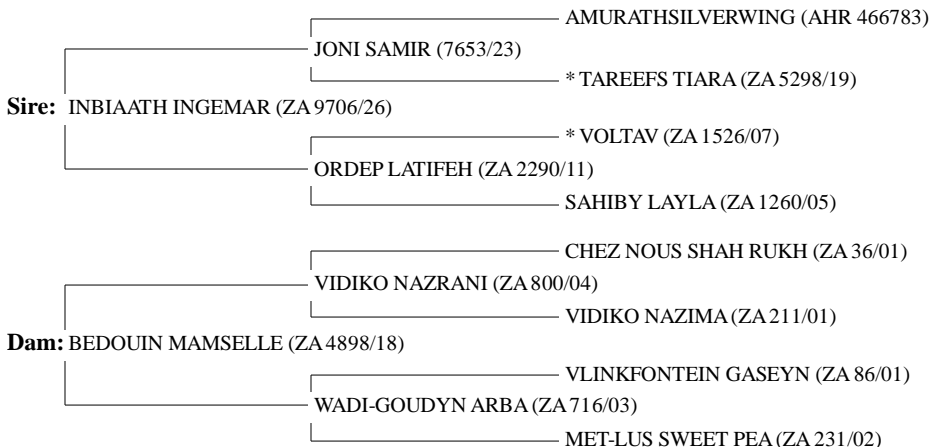 AMURATHSILVERWING (AHR 466783)
JONI SAMIR (7653/23)
* TAREEFS TIARA (ZA 5298/19)
Sire: INBIAATH INGEMAR (ZA 9706/26)
* VOLTAV (ZA 1526/07)
ORDEP LATIFEH (ZA 2290/11)
SAHIBY LAYLA (ZA 1260/05)
CHEZ NOUS SHAH RUKH (ZA 36/01)
VIDIKO NAZRANI (ZA 800/04)
VIDIKO NAZIMA (ZA 211/01)
Dam: BEDOUIN MAMSELLE (ZA 4898/18)
VLINKFONTEIN GASEYN (ZA 86/01)
WADI-GOUDYN ARBA (ZA 716/03)
MET-LUS SWEET PEA (ZA 231/02)